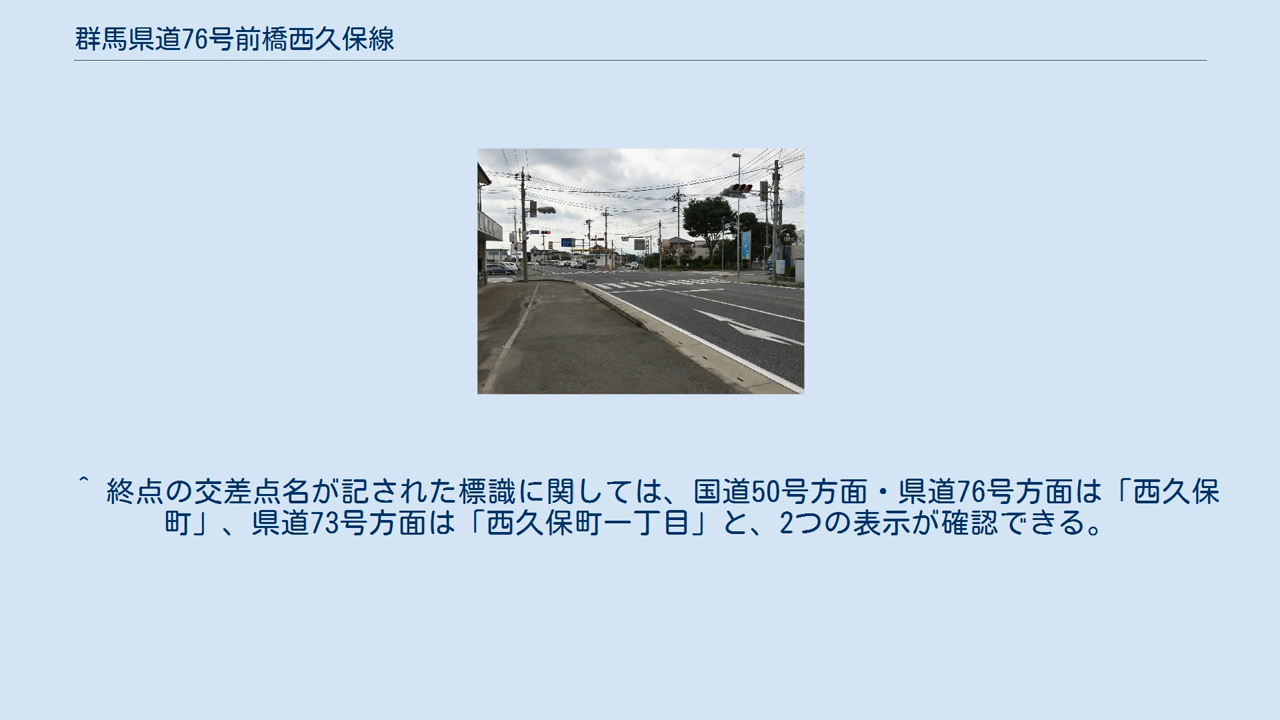 群馬県道76号前橋西久保線
^ 終点の交差点名が記された標識に関しては、国道50号方面・県道76号方面は「西久保
町」、県道73号方面は「西久保町一丁目」と、2つの表示が確認できる。